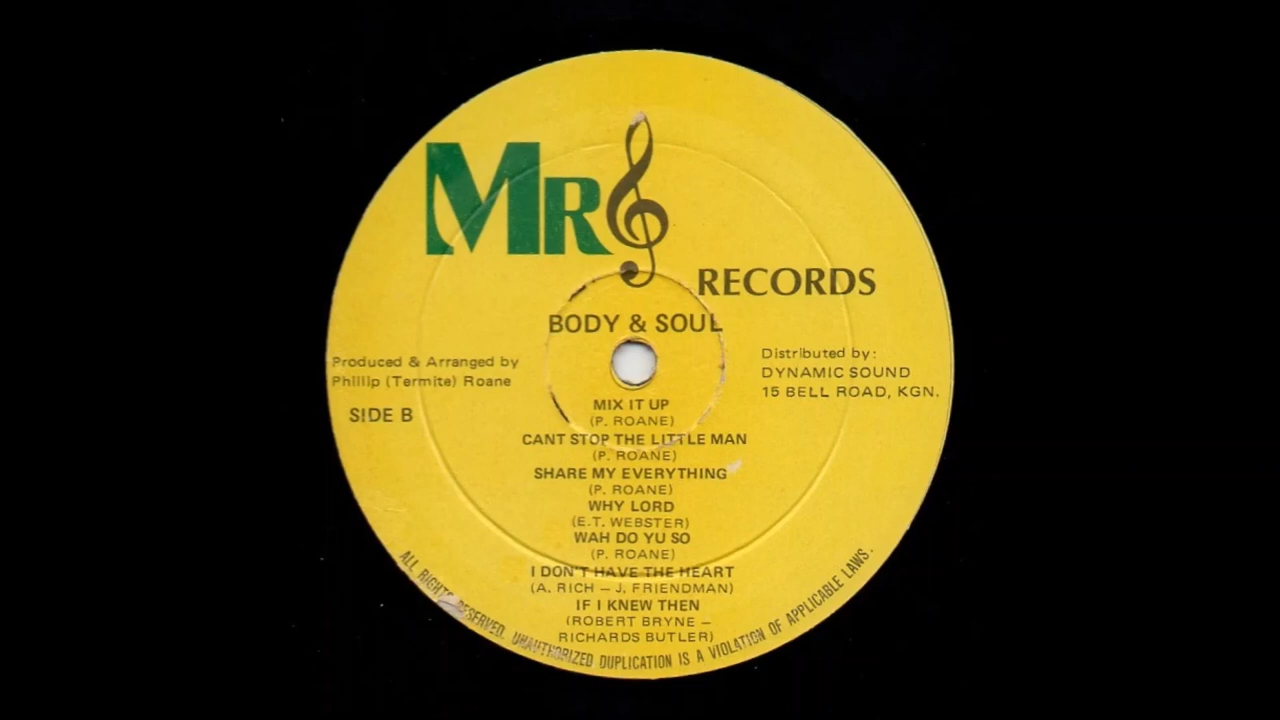 MR
RECORDS
BODY & SOUL
Produced & Arranged by
Phillip (Termite) Roane
SIDE B
Distributed by:
DYNAMIC SOUND
15 BELL ROAD, KGN.
MIX IT UP
(P. ROANE)
CANT STOP THE LITTLE MAN
(P. ROANE)
SHARE MY EVERYTHING
(P. ROANE)
WHY LORD
(E.T. WEBSTER)
WAH DO YU SO
(P. ROANE)
I DON'T HAVE THE HEART
(A. RICH – J. FRIENDMAN)
IF I KNEW THEN
(ROBERT BRYNE –
RICHARDS BUTLER)
ALL RIGHTS RESERVED. UNAUTHORIZED DUPLICATION IS A VIOLATION OF APPLICABLE LAWS.